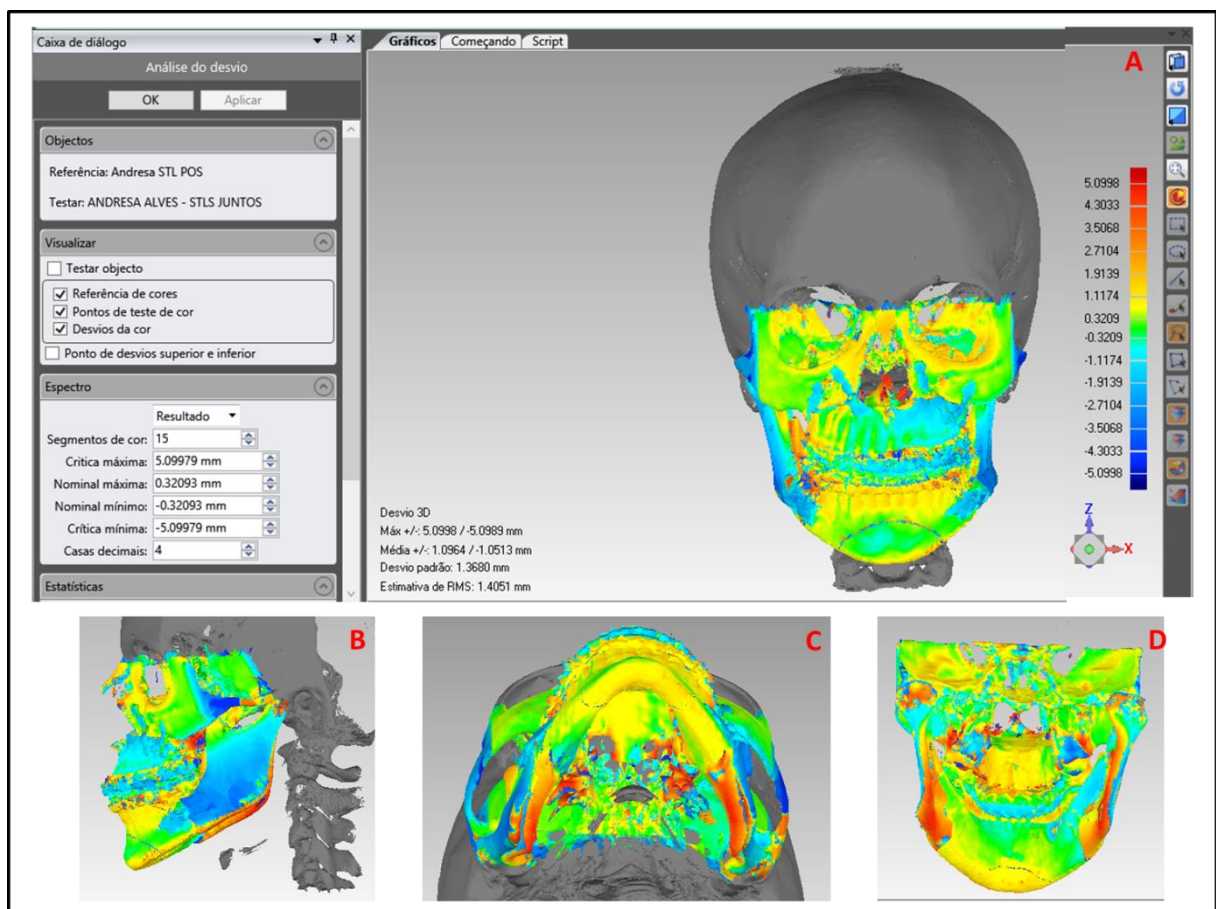 Caixa de diálogo
Análise do desvio
OK
Aplicar
Objectos
Referência: Andresa STL POS
Testar: ANDRESA ALVES - STLS JUNTOS
Visualizar
Testar objecto
Referência de cores
Pontos de teste de cor
Desvios da cor
Ponto de desvios superior e inferior
Espectro
Resultado
Segmentos de cor: 15
Critica máxima: 5.09979 mm
Nominal máxima: 0.32093 mm
Nominal mínimo: -0.32093 mm
Crítica mínima: -5.09979 mm
Casas decimais: 4
Estatísticas
Gráficos Começando Script
A
5.0998
4.3033
3.5068
2.7104
1.9139
1.1174
0.3209
-0.3209
-1.1174
-1.9139
-2.7104
-3.5068
-4.3033
-5.0998
Z
X
Desvio 3D
Máx +/-: 5.0998 / -5.0989 mm
Média +/-: 1.0964 / -1.0513 mm
Desvio padrão: 1.3680 mm
Estimativa de RMS: 1.4051 mm
B
C
D